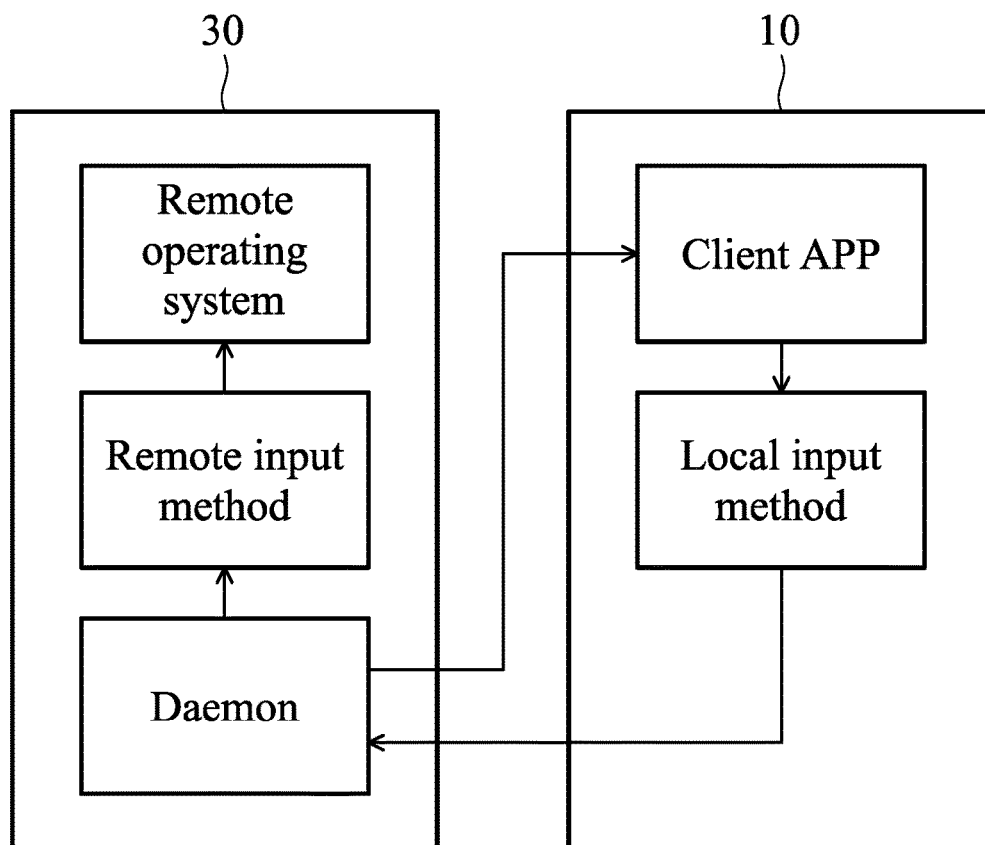 30
10
Remote
operating
system
Client APP
Remote input
method
Local input
method
Daemon